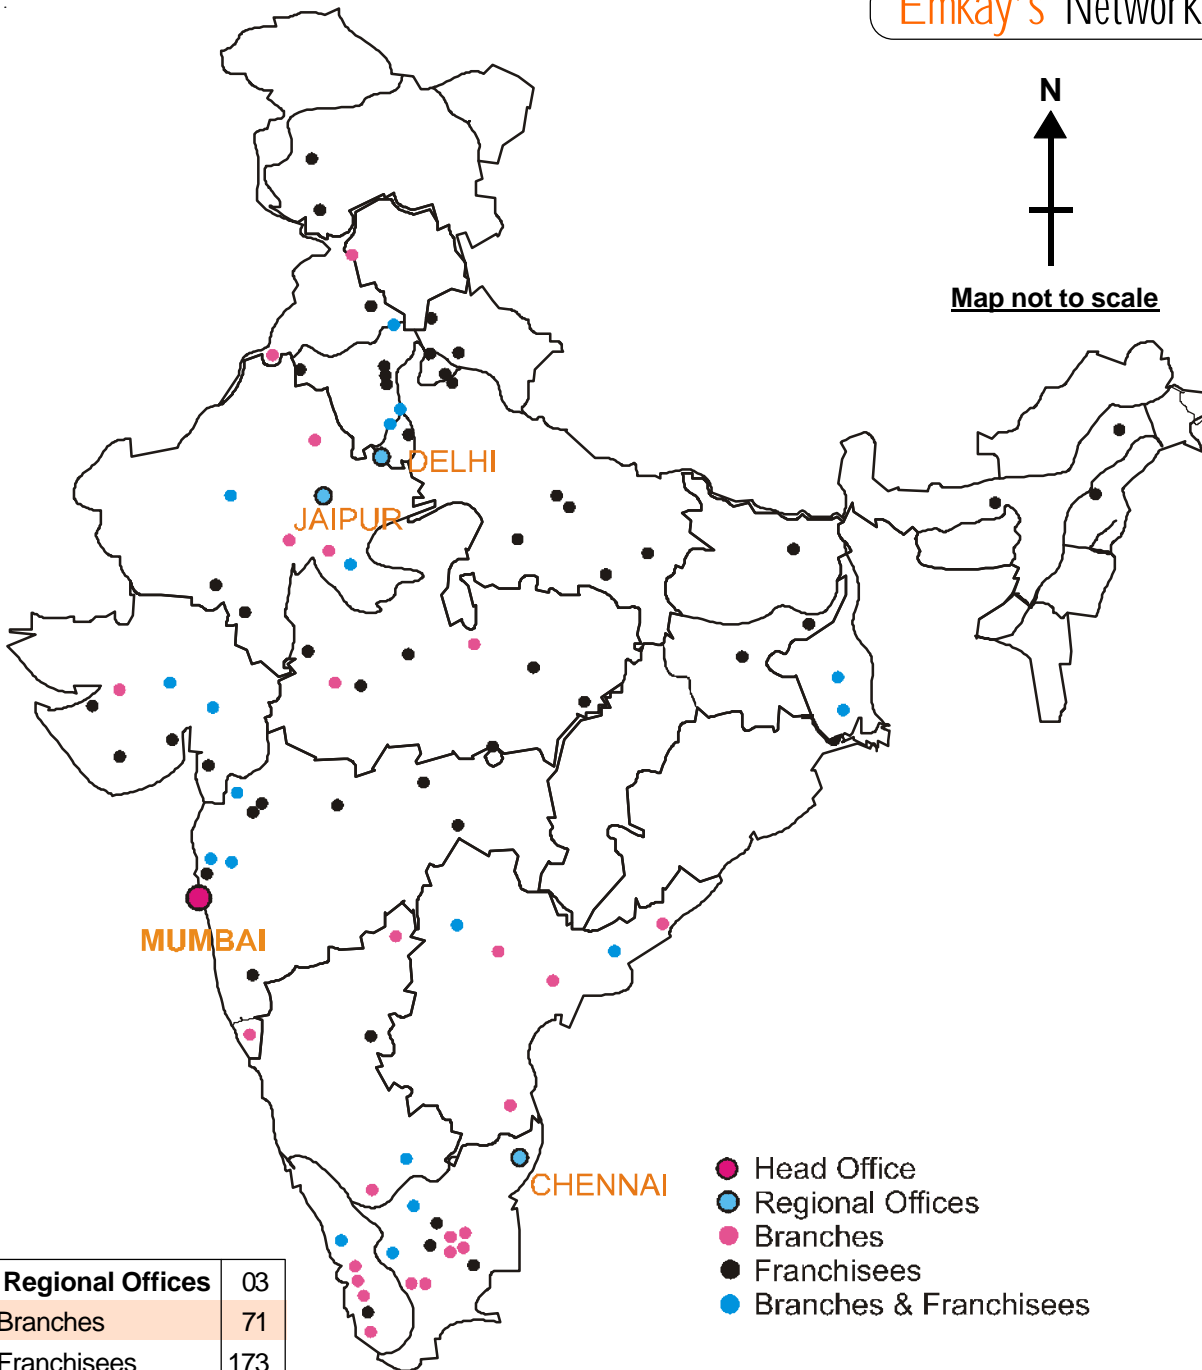 Emkay's Network
N
Map not to scale
DELHI
JAIPUR
MUMBAI
CHENNAI
Head Office
Regional Offices
Branches
Franchisees
Branches & Franchisees
Regional Offices 03
Branches 71
Franchisees 173